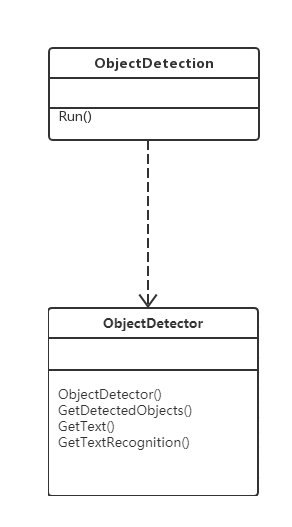 ObjectDetection
Run()
ObjectDetector
ObjectDetector()
GetDetectedObjects()
GetText()
GetTextRecognition()